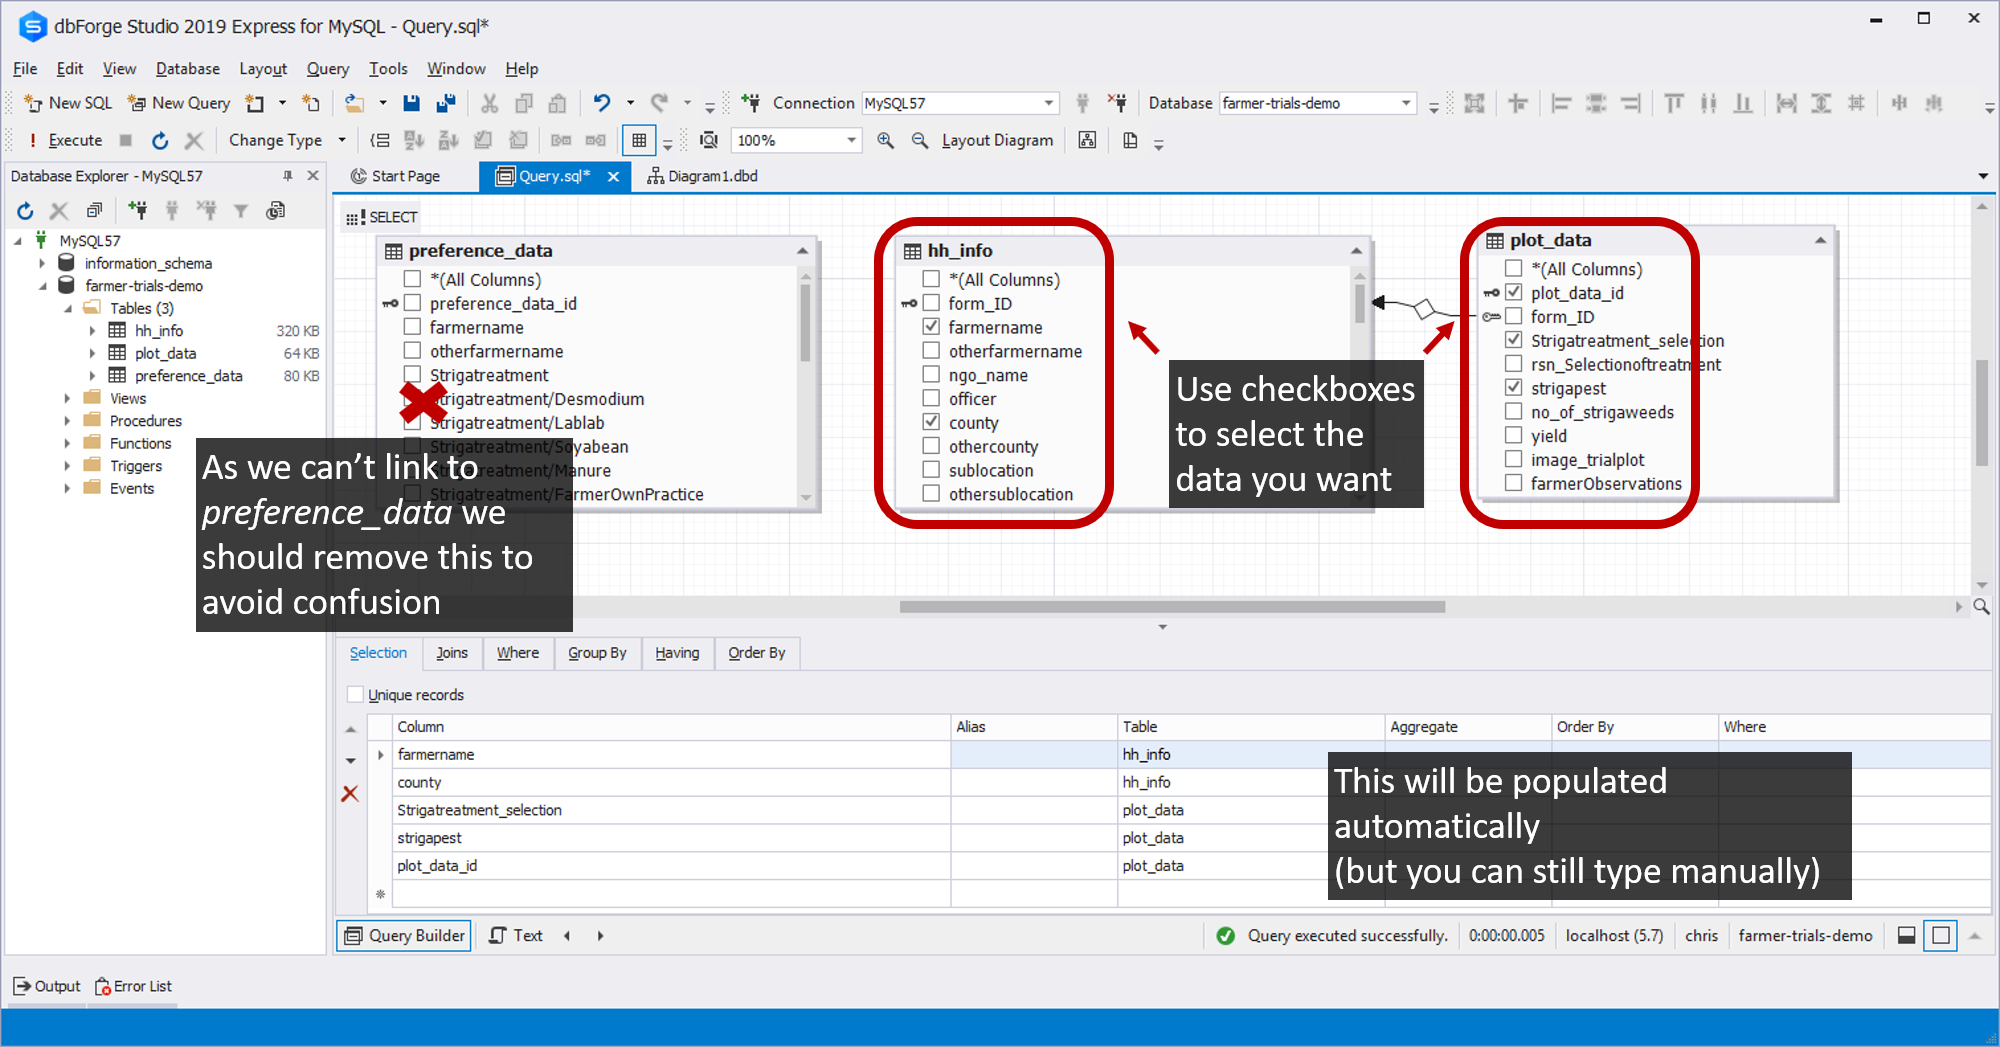 dbForge Studio 2019 Express for MySQL - Query.sql*
File Edit View Database Layout Query Tools Window Help
New SQL New Query Connection MySQL57 Database farmer-trials-demo
! Execute Change Type 100% Layout Diagram
Database Explorer - MySQL57
Start Page Query.sql* Diagram1.dbd
MySQL57
information_schema
farmer-trials-demo
Tables (3)
hh_info 320 KB
plot_data 64 KB
preference_data 80 KB
Views
Procedures
Functions
Triggers
Events
SELECT
preference_data
*(All Columns)
preference_data_id
farmername
otherfarmername
Strigatreatment
Strigatreatment/Desmodium
Strigatreatment/Lablab
Strigatreatment/Soyabean
Strigatreatment/Manure
Strigatreatment/FarmerOwnPractice
hh_info
*(All Columns)
form_ID
farmername
otherfarmername
ngo_name
officer
county
othercounty
sublocation
othersublocation
plot_data
*(All Columns)
plot_data_id
form_ID
Strigatreatment_selection
rsn_Selectionoftreatment
strigapest
no_of_strigaweeds
yield
image_trialplot
farmerObservations
Use checkboxes
to select the
data you want
As we can’t link to
preference_data we
should remove this to
avoid confusion
Selection Joins Where Group By Having Order By
Unique records
Column Alias Table Aggregate Order By Where
farmername hh_info
county hh_info
Strigatreatment_selection plot_data
strigapest plot_data
plot_data_id plot_data
This will be populated
automatically
(but you can still type manually)
Query Builder Text Query executed successfully. 0:00:00.005 localhost (5.7) chris farmer-trials-demo
Output Error List